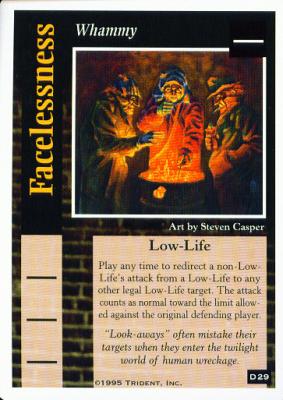 Facelessness
Whammy
Art by Steven Casper
Low-Life
Play any time to redirect a non-Low-
Life's attack from a Low-Life to any
other legal Low-Life target. The attack
counts as normal toward the limit allow-
ed against the original defending player.
"Look-aways" often mistake their
targets when they enter the twilight
world of human wreckage.
©1995 TRIDENT, INC.
D29